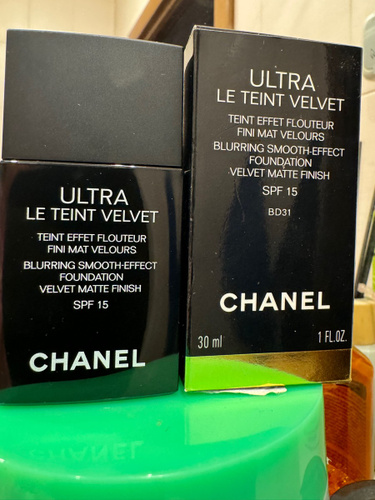 ULTRA
LE TEINT VELVET
TEINT EFFET FLOUTEUR
FINI MAT VELOURS
BLURRING SMOOTH-EFFECT
FOUNDATION
VELVET MATTE FINISH
SPF 15
CHANEL
ULTRA
LE TEINT VELVET
TEINT EFFET FLOUTEUR
FINI MAT VELOURS
BLURRING SMOOTH-EFFECT
FOUNDATION
VELVET MATTE FINISH
SPF 15
BD31
CHANEL
30 ml
1 FL.OZ.